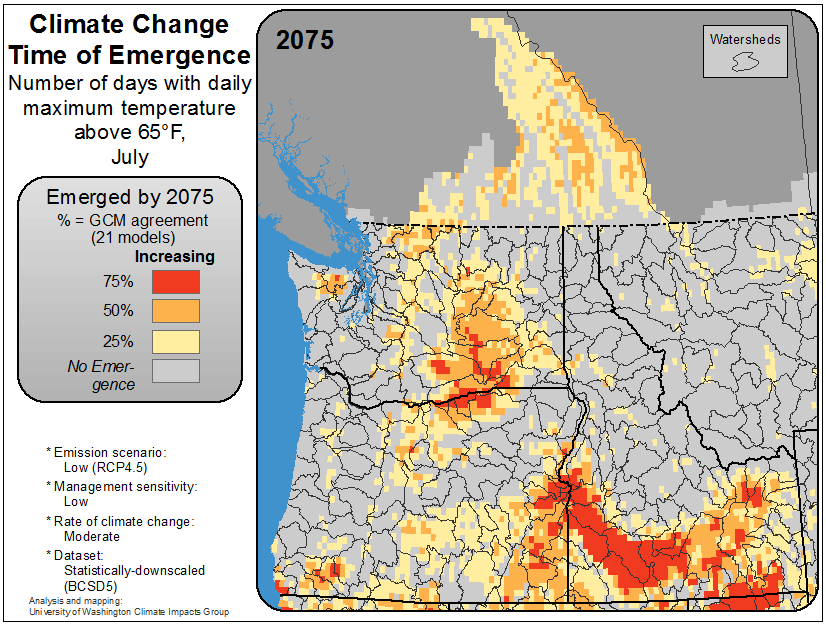 Climate Change
Time of Emergence
Number of days with daily
maximum temperature
above 65°F,
July
Emerged by 2075
% = GCM agreement
(21 models)
Increasing
75%
50%
25%
No Emer-
gence
* Emission scenario:
Low (RCP4.5)
* Management sensitivity:
Low
* Rate of climate change:
Moderate
* Dataset:
Statistically-downscaled
(BCSD5)
Analysis and mapping:
University of Washington Climate Impacts Group
2075
Watersheds